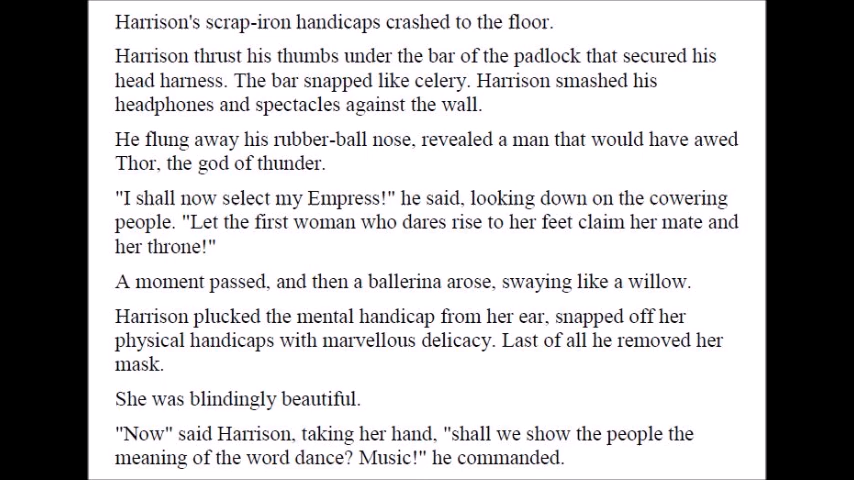 Harrison's scrap-iron handicaps crashed to the floor.
Harrison thrust his thumbs under the bar of the padlock that secured his
head harness. The bar snapped like celery. Harrison smashed his
headphones and spectacles against the wall.
He flung away his rubber-ball nose, revealed a man that would have awed
Thor, the god of thunder.
"I shall now select my Empress!" he said, looking down on the cowering
people. "Let the first woman who dares rise to her feet claim her mate and
her throne!"
A moment passed, and then a ballerina arose, swaying like a willow.
Harrison plucked the mental handicap from her ear, snapped off her
physical handicaps with marvellous delicacy. Last of all he removed her
mask.
She was blindingly beautiful.
"Now" said Harrison, taking her hand, "shall we show the people the
meaning of the word dance? Music!" he commanded.